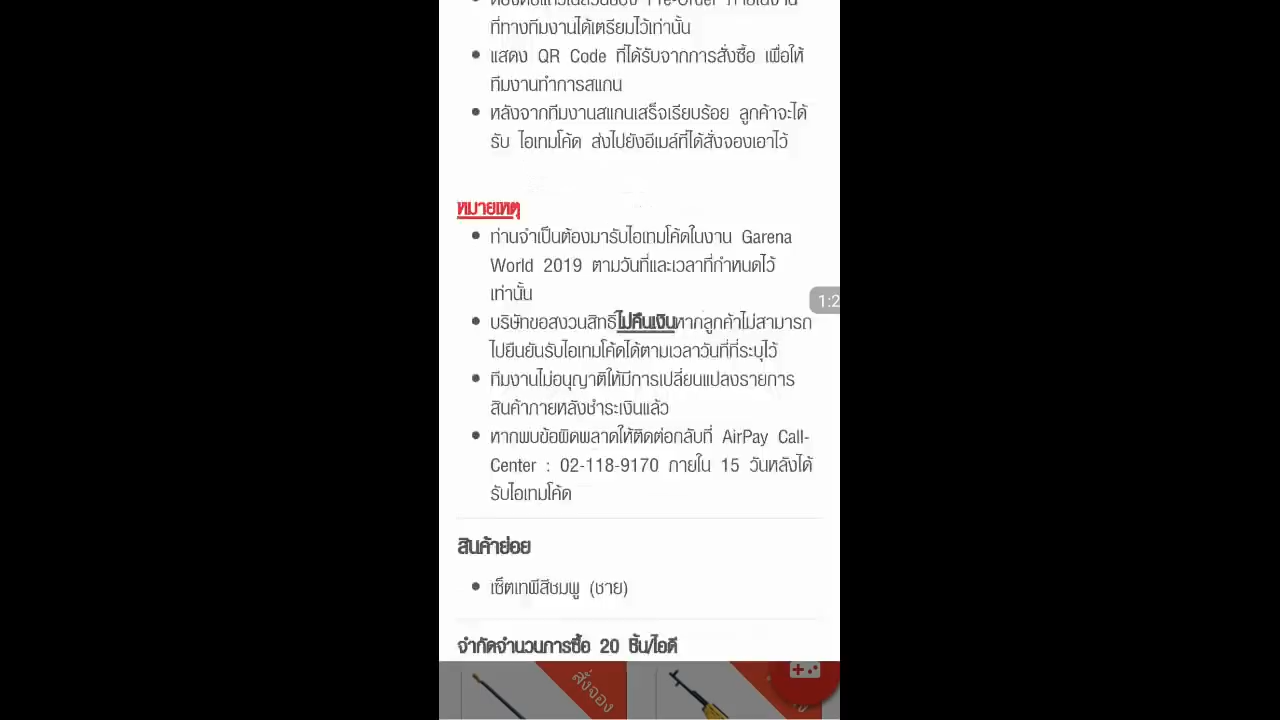 ที่ทางทีมงานได้เตรียมไว้เท่านั้น
แสดง QR Code ที่ได้รับจากการสั่งซื้อ เพื่อให้
ทีมงานทำการสแกน
หลังจากทีมงานสแกนเสร็จเรียบร้อย ลูกค้าจะได้
รับ ไอเทมโค้ด ส่งไปยังอีเมล์ที่ได้สั่งจองเอาไว้
หมายเหตุ
ท่านจำเป็นต้องมารับไอเทมโค้ดในงาน Garena
World 2019 ตามวันที่และเวลาที่กำหนดไว้
เท่านั้น
1:2
บริษัทขอสงวนสิทธิ์ไม่คืนเงินหากลูกค้าไม่สามารถ
ไปยืนยันรับไอเทมโค้ดได้ตามเวลาวันที่ที่ระบุไว้
ทีมงานไม่อนุญาติให้มีการเปลี่ยนแปลงรายการ
สินค้าภายหลังชำระเงินแล้ว
หากพบข้อผิดพลาดให้ติดต่อกลับที่ AirPay Call-
Center : 02-118-9170 ภายใน 15 วันหลังได้
รับไอเทมโค้ด
สินค้าย่อย
เซ็ตเทพีสีชมพู (ชาย)
จำกัดจำนวนการซื้อ 20 ชิ้น/ไอดี
สั่งจอง